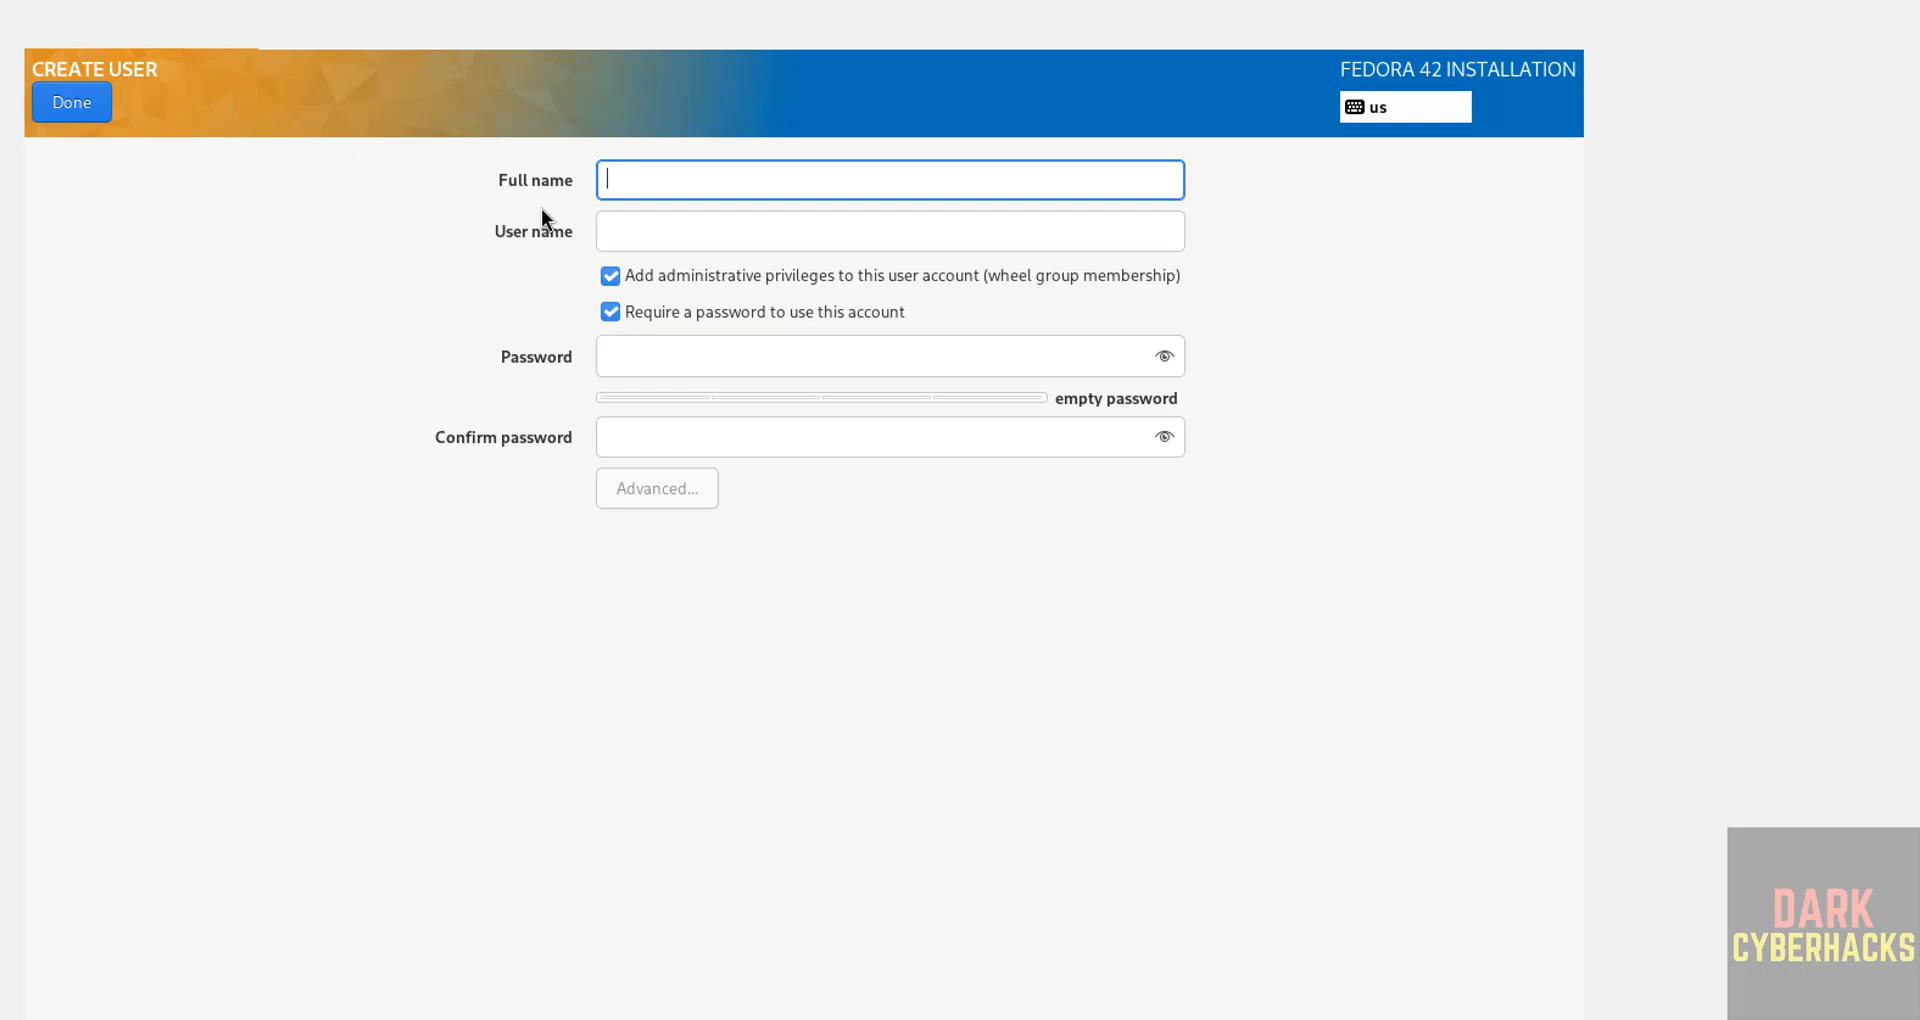 CREATE USER
Done
FEDORA 42 INSTALLATION
us
Full name
User name
Add administrative privileges to this user account (wheel group membership)
Require a password to use this account
Password
empty password
Confirm password
Advanced...
DARK
CYBERHACKS